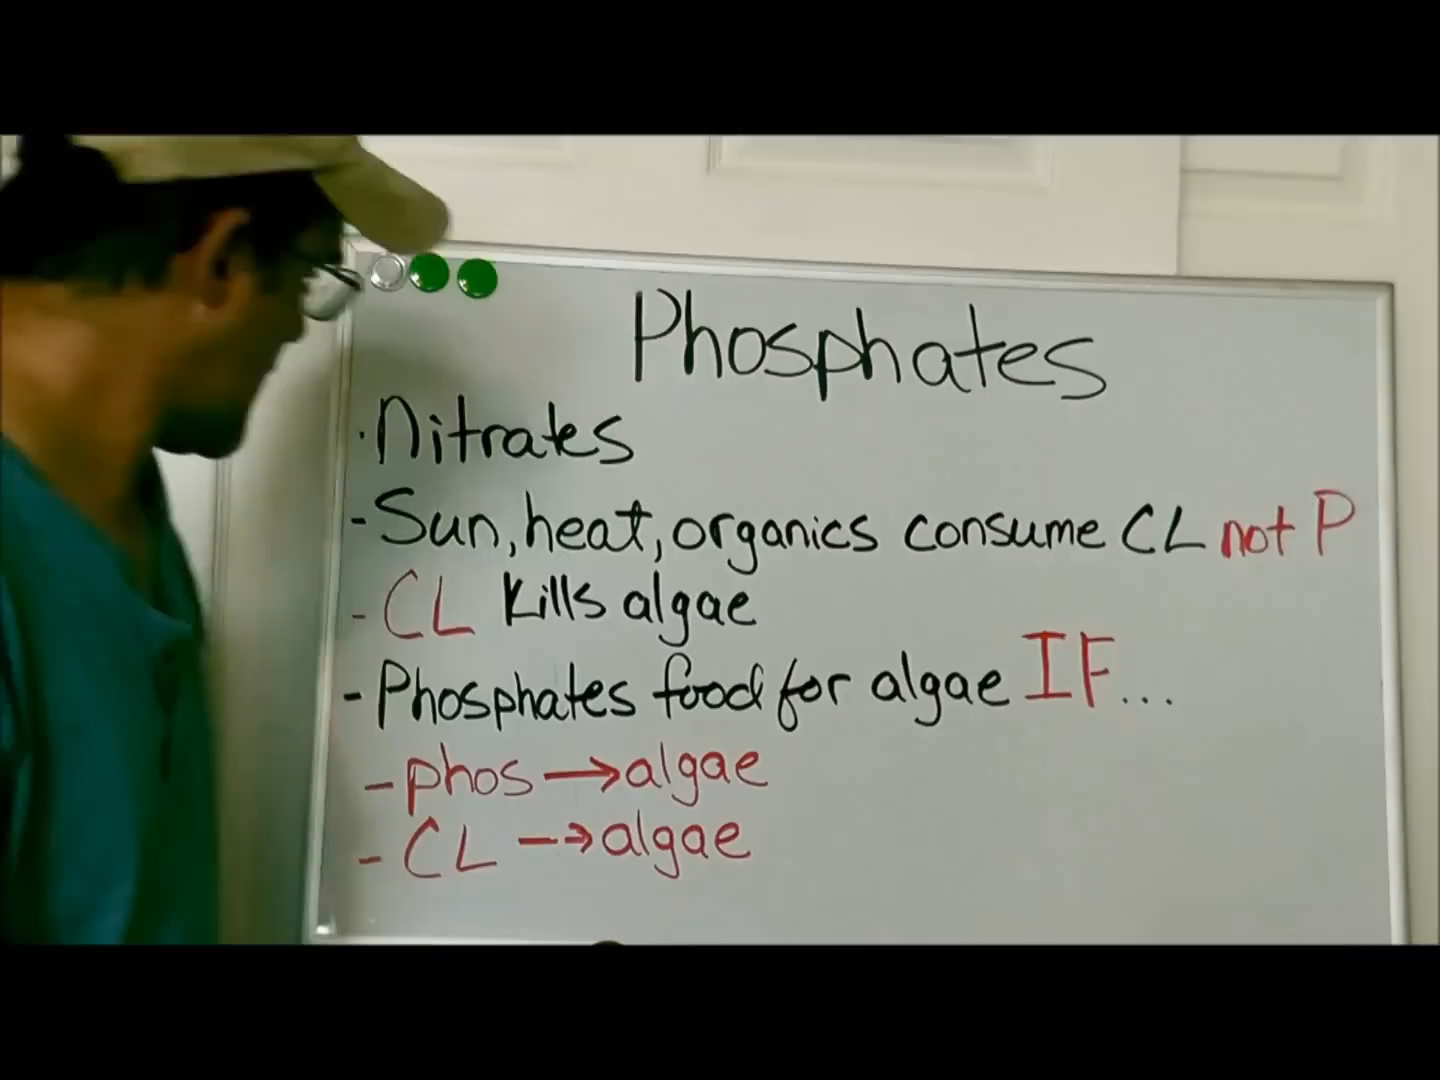 Phosphates
·Nitrates
-Sun, heat, organics consume CL not P
-CL kills algae
-Phosphates food for algae IF...
-phos →algae
-CL →algae